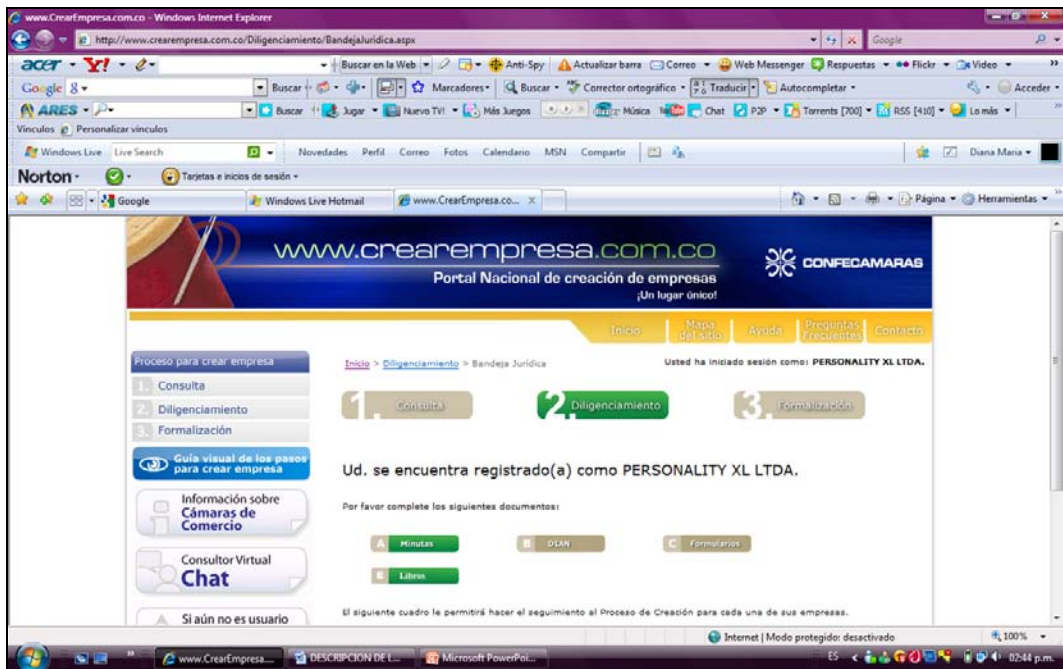 www.CrearEmpresa.com.co - Windows Internet Explorer
http://www.crearempresa.com.co/Diligenciamiento/BandejaJuridica.aspx
Google
acer Y! Buscar en la Web Anti-Spy Actualizar barra Correo Web Messenger Respuestas Flickr Video
Google Buscar Marcadores Buscar Corrector ortográfico Traducir Autocompletar Acceder
ARES Buscar Jugar Nuevo TV! Más Juegos Música Chat P2P Torrents [700] RSS [410] Lo más
Vínculos Personalizar vínculos
Windows Live Live Search Novedades Perfil Correo Fotos Calendario MSN Compartir Diana Maria
Norton Tarjetas e inicios de sesión
Google Windows Live Hotmail www.CrearEmpresa.co... Página Herramientas
www.crearempresa.com.co
Portal Nacional de creación de empresas
¡Un lugar único!
CONFECAMARAS
Inicio Mapa del sitio Ayuda Preguntas Frecuentes Contacto
Proceso para crear empresa
1. Consulta
2. Diligenciamiento
3. Formalización
Guía visual de los pasos
para crear empresa
Información sobre
Cámaras de
Comercio
Consultor Virtual
Chat
Si aún no es usuario
Inicio > Diligenciamiento > Bandeja Jurídica
Usted ha iniciado sesión como: PERSONALITY XL LTDA.
1. Consulta 2. Diligenciamiento 3. Formalización
Ud. se encuentra registrado(a) como PERSONALITY XL LTDA.
Por favor complete los siguientes documentos:
A Minutas B DIAN C Formularios
E Libros
El siguiente cuadro le permitirá hacer el seguimiento al Proceso de Creación para cada una de sus empresas.
Internet | Modo protegido: desactivado 100%
www.CrearEmpresa.... DESCRIPCION DE L... Microsoft PowerPoi... ES 02:44 p.m.